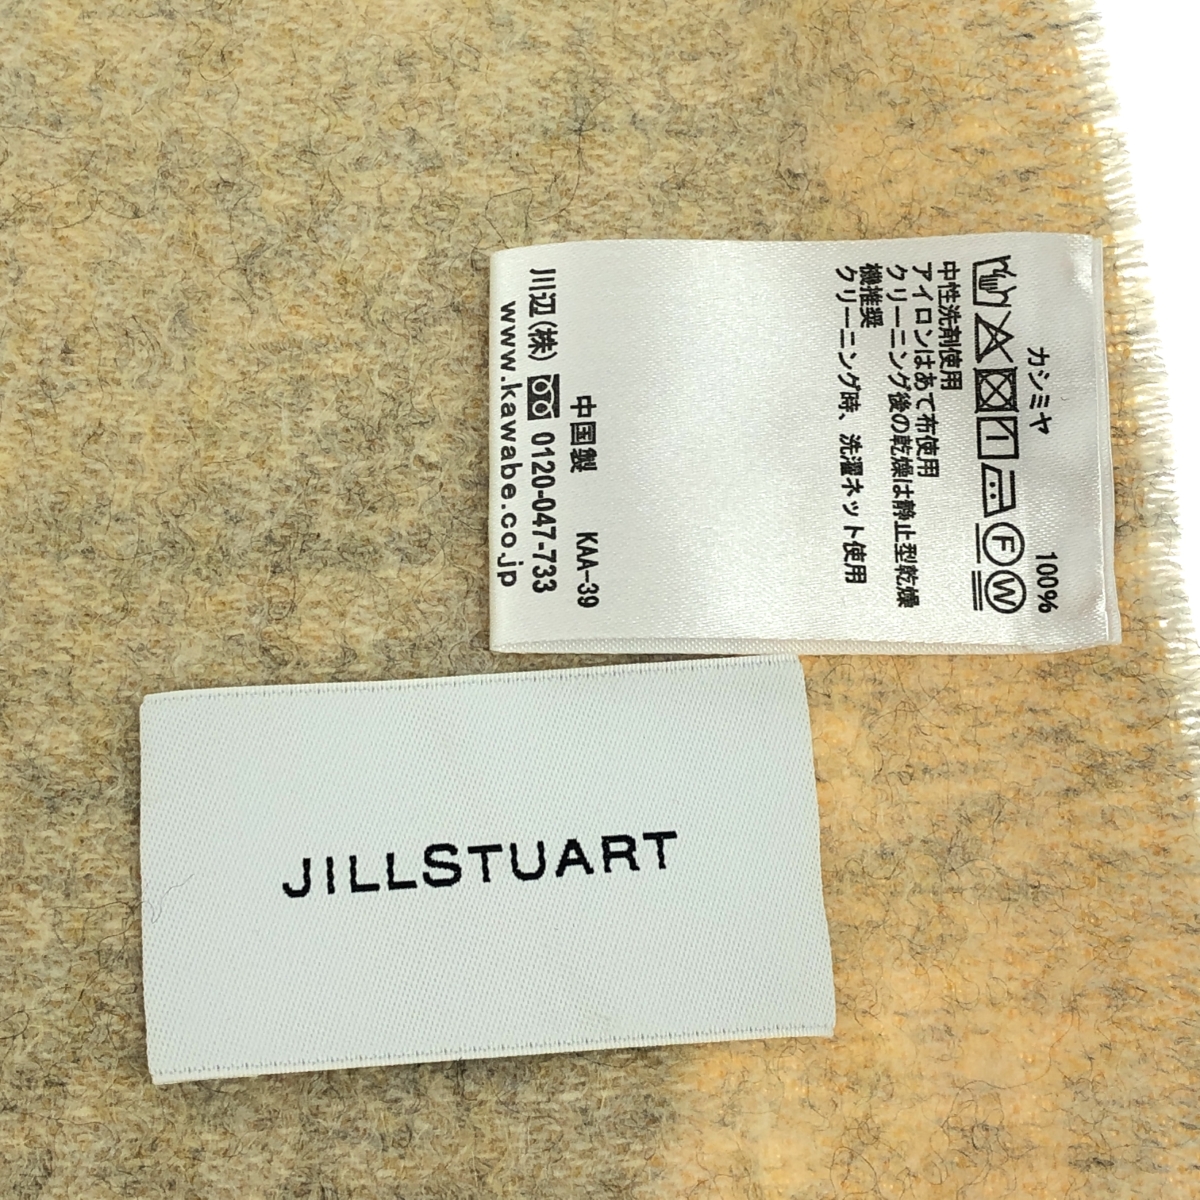 カシミヤ 100%
F W
中性洗剤使用
アイロンはあて布使用
クリーニング後の乾燥は静止型乾燥
機推奨
クリーニング時、洗濯ネット使用
中国製 KAA-39
川辺(株) 0120-047-733
www.kawabe.co.jp
JILLSTUART